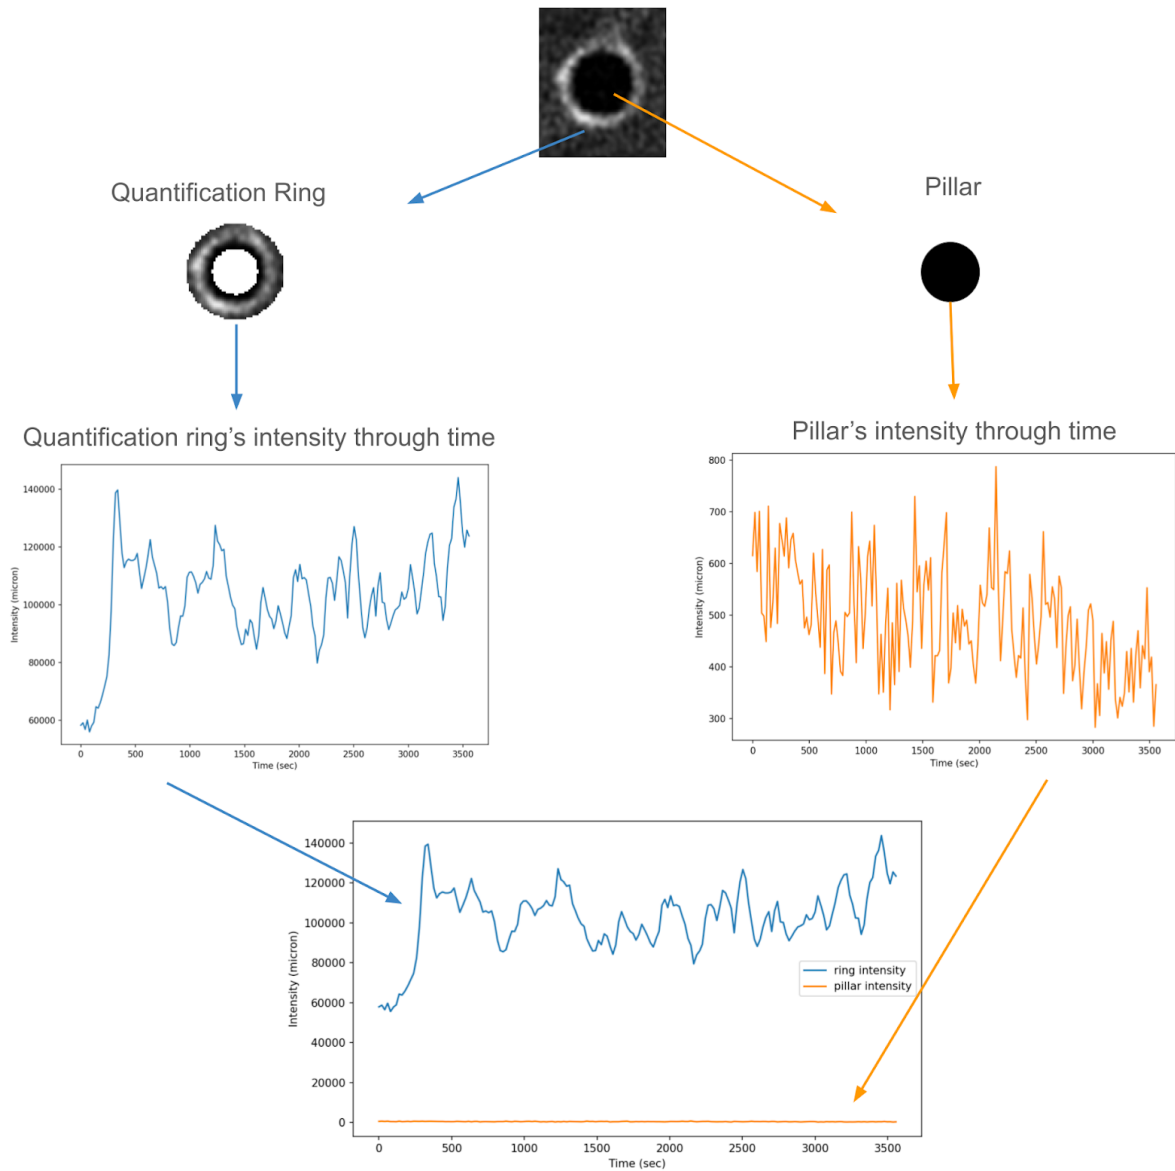 Quantification Ring
Pillar
Quantification ring's intensity through time
Pillar's intensity through time
140000
120000
100000
80000
60000
Intensity (micron)
0 500 1000 1500 2000 2500 3000 3500
Time (sec)
800
700
600
500
400
300
Intensity (micron)
0 500 1000 1500 2000 2500 3000 3500
Time (sec)
140000
120000
100000
80000
60000
40000
20000
0
Intensity (micron)
ring intensity
pillar intensity
0 500 1000 1500 2000 2500 3000 3500
Time (sec)